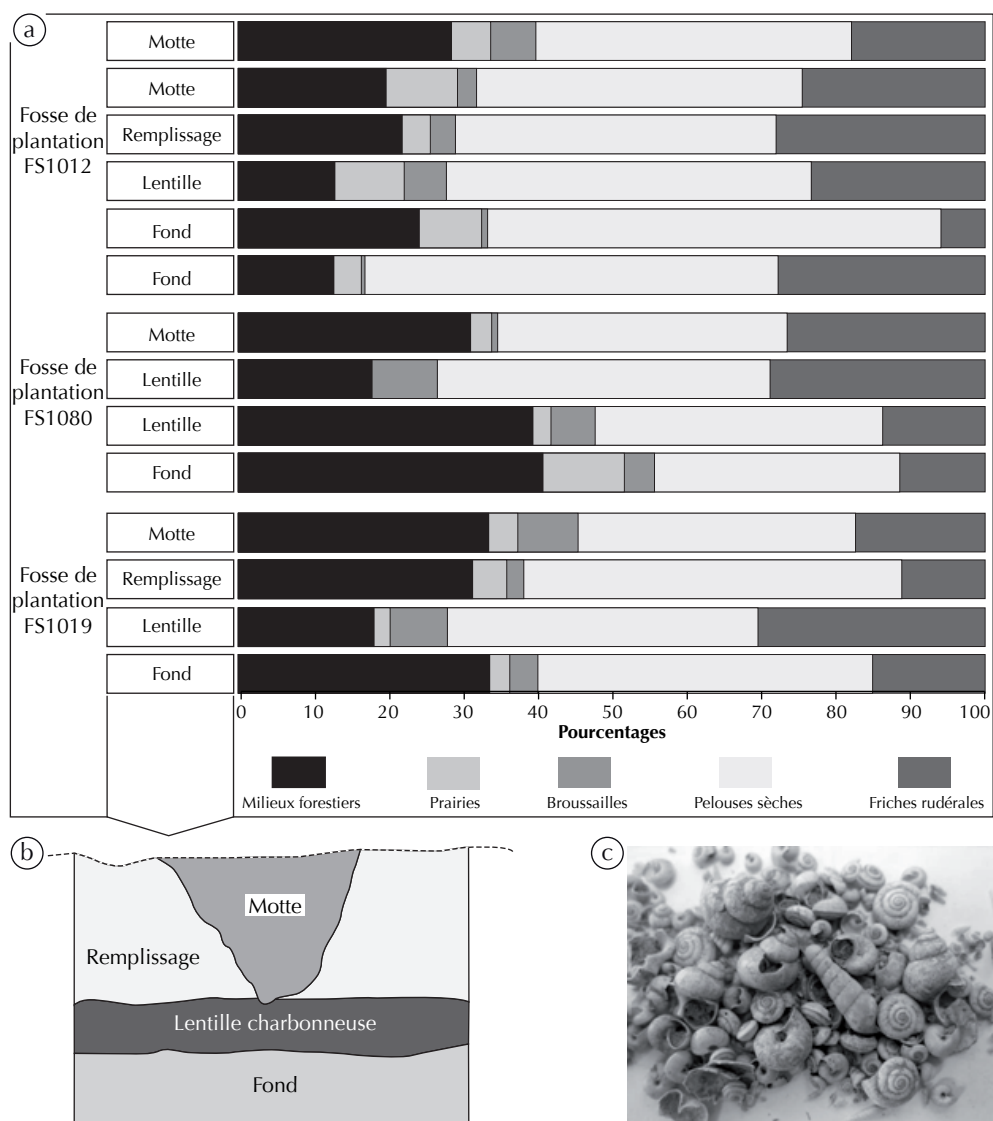 a
Fosse de
plantation
FS1012
Motte
Motte
Remplissage
Lentille
Fond
Fond
Fosse de
plantation
FS1080
Motte
Lentille
Lentille
Fond
Fosse de
plantation
FS1019
Motte
Remplissage
Lentille
Fond
0 10 20 30 40 50 60 70 80 90 100
Pourcentages
Milieux forestiers Prairies Broussailles Pelouses sèches Friches rudérales
b
Motte
Remplissage
Lentille charbonneuse
Fond
c